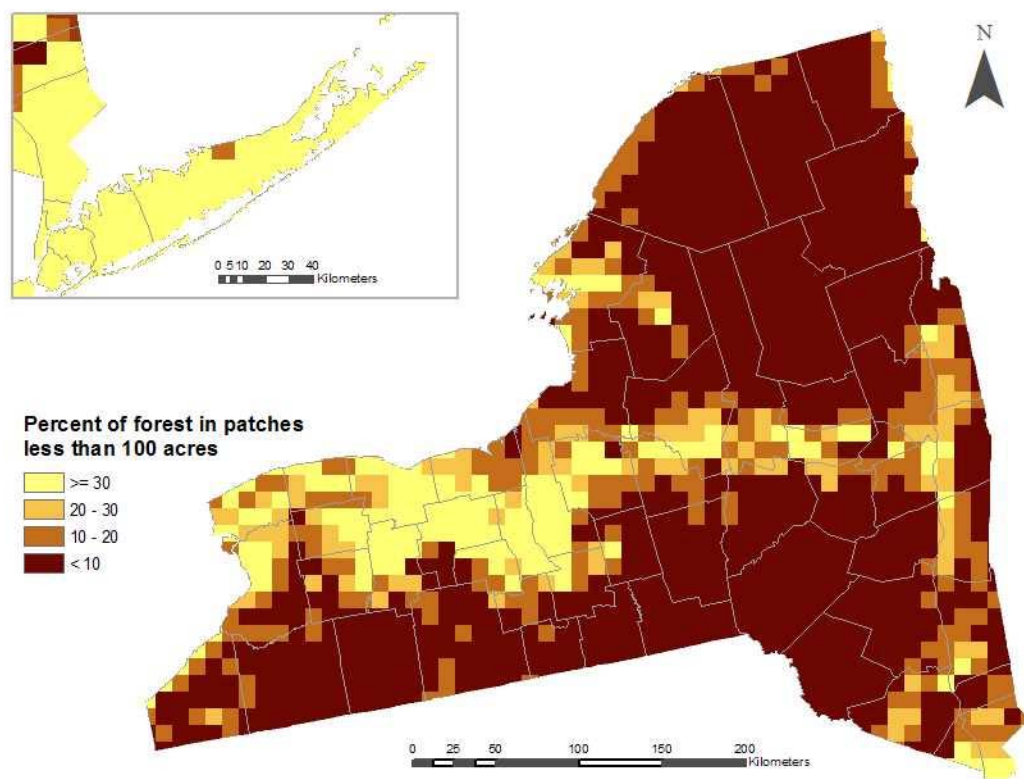 N
0 5 10 20 30 40
Kilometers
Percent of forest in patches
less than 100 acres
>= 30
20 - 30
10 - 20
< 10
0 25 50 100 150 200
Kilometers